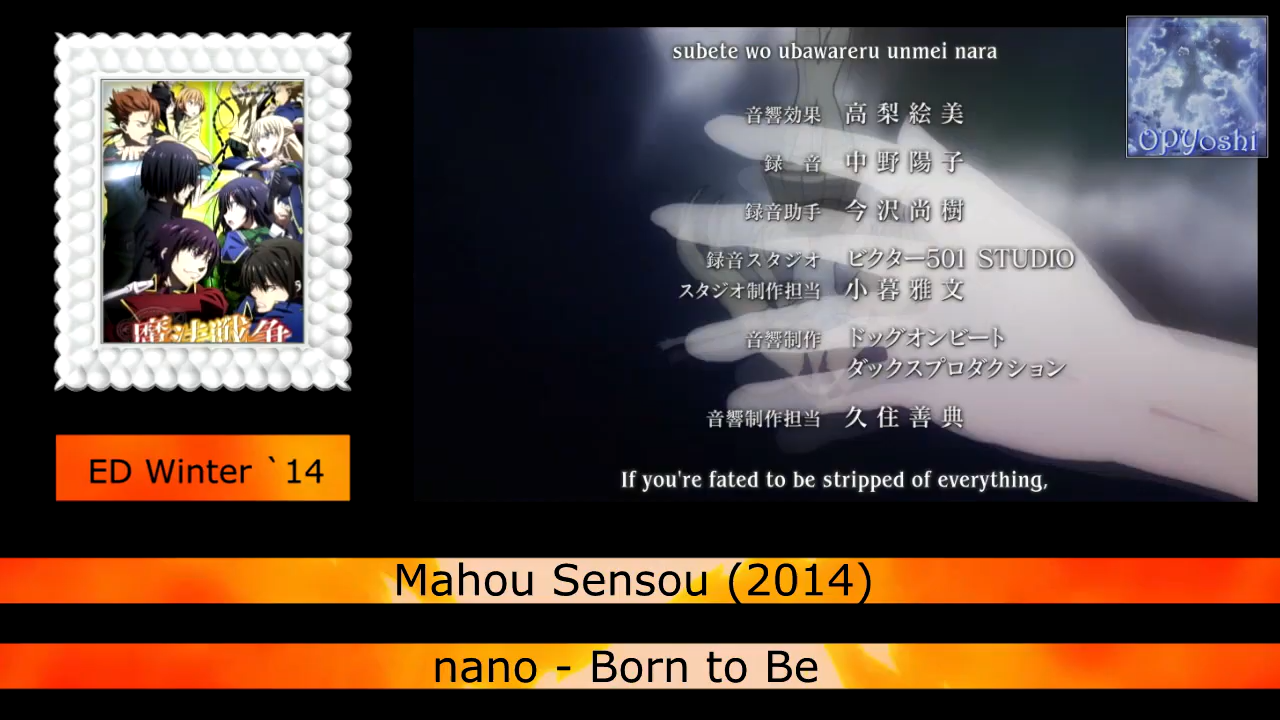 subete wo ubawareru unmei nara
音響効果 高梨絵美
録 音 中野陽子
録音助手 今沢尚樹
録音スタジオ ビクター501 STUDIO
スタジオ制作担当 小暮雅文
音響制作 ドッグオンビート
ダックスプロダクション
音響制作担当 久住善典
If you're fated to be stripped of everything,
OPYoshi
魔法戦争
ED Winter `14
Mahou Sensou (2014)
nano - Born to Be